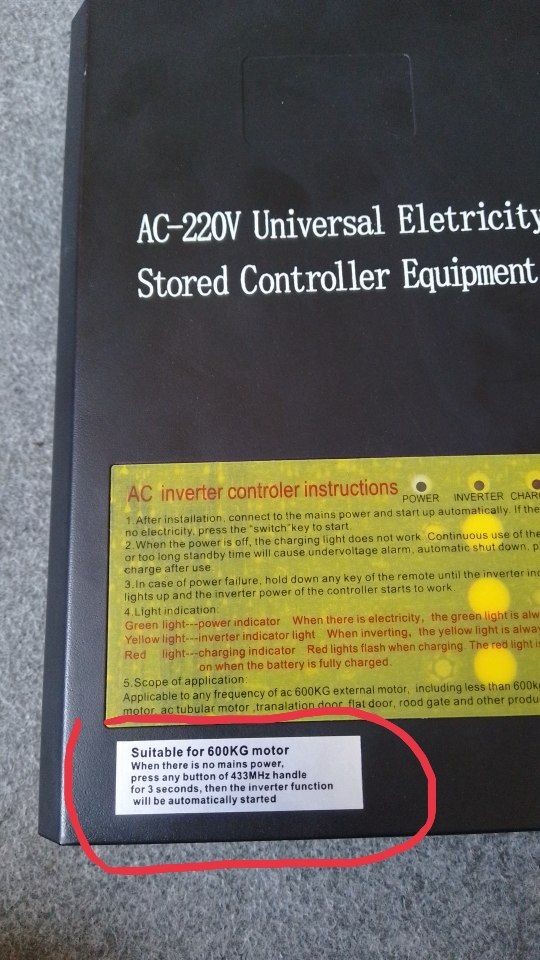 AC-220V Universal Eletricity
Stored Controller Equipment
AC inverter controler instructions
POWER INVERTER
1.After installation, connect to the mains power and start up automatically. If the
no electricity, press the "switch"key to start.
2.When the power is off, the charging light does not work. Continuous use of the
or too long standby time will cause undervoltage alarm, automatic shut down,
charge after use.
3.In case of power failure, hold down any key of the remote until the inverter
lights up and the inverter power of the controler starts to work.
4.Light indication:
Green light---power indicator When there is electricity, the green light is
Yellow light---inverter indicator light When inverting, the yellow light is
Red light---charging indicator Red lights flash when charging. The red light
on when the battery is fully charged.
5.Scope of application:
Applicable to any frequency of ac 600KG external motor, including less than
motor, ac tubular motor ,tranalation door, flat door, rood gate and other
Suitable for 600KG motor
When there is no mains power,
press any button of 433MHz handle
for 3 seconds, then the inverter function
will be automatically started